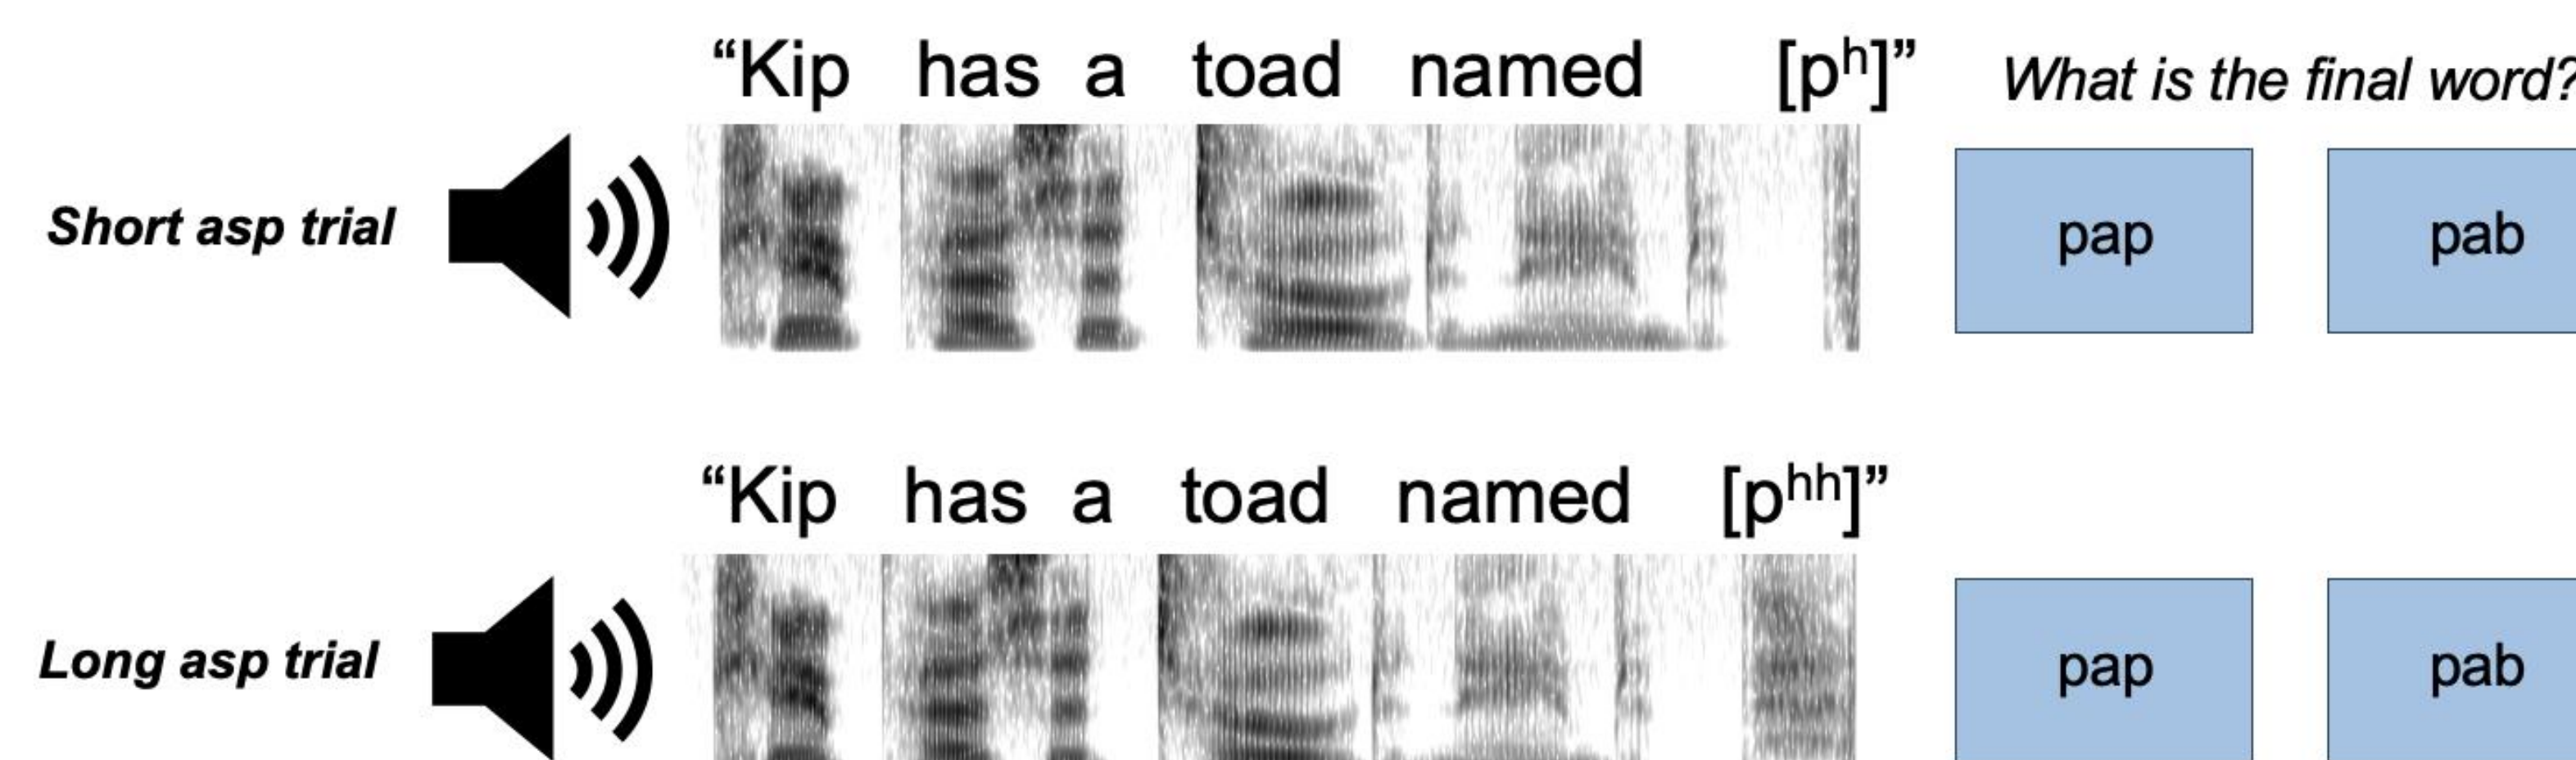 “Kip has a toad named [pʰ]” What is the final word?
Short asp trial pap pab
“Kip has a toad named [pʰʰ]”
Long asp trial pap pab